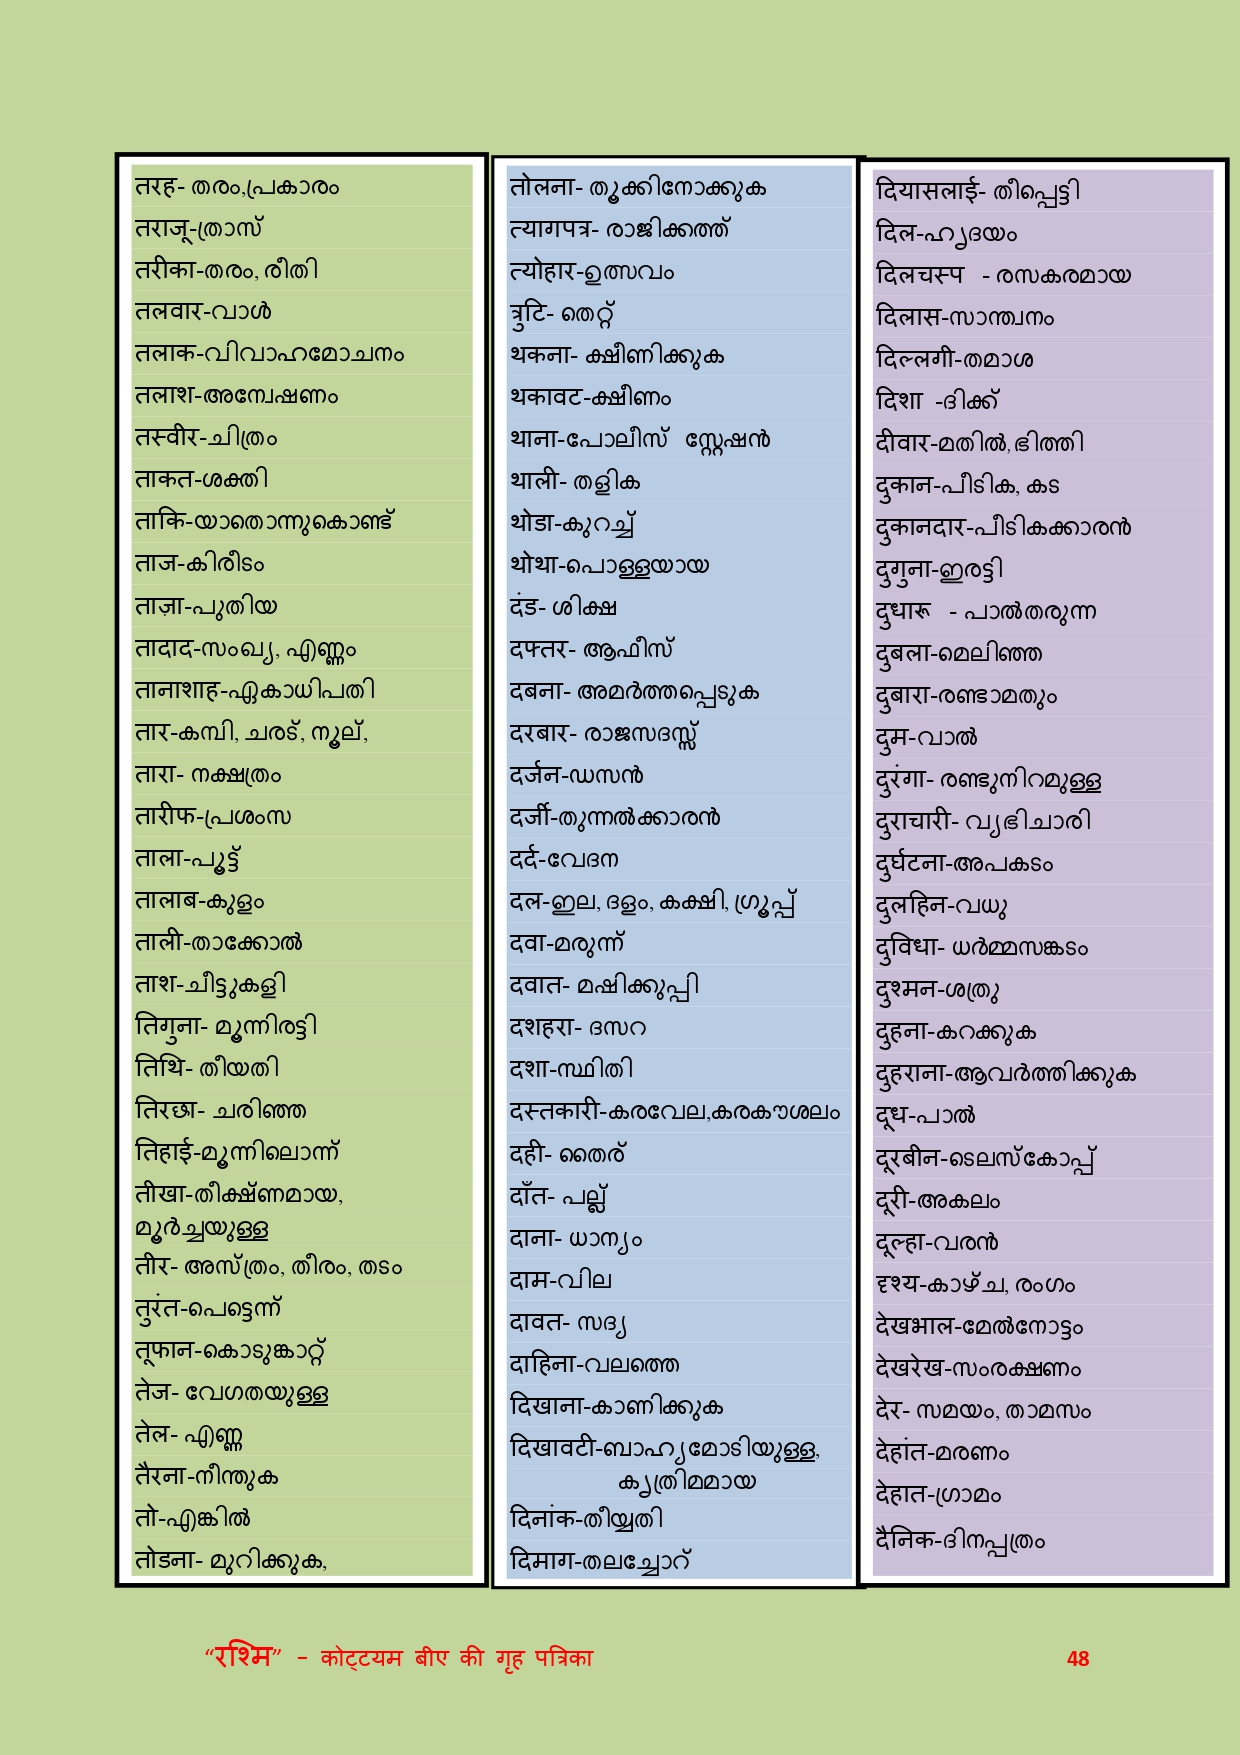 तरह- തരം,പ്രകാരം
तराजू-ത്രാസ്
तरीका-തരം, രീതി
तलवार-വാൾ
तलाक-വിവാഹമോചനം
तलाश-അന്വേഷണം
तस्वीर-ചിത്രം
ताकत-ശക്തി
ताकि-യാതൊന്നുകൊണ്ട്
ताज-കിരീടം
ताज़ा-പുതിയ
तादाद-സംഖ്യ, എണ്ണം
तानाशाह-ഏകാധിപതി
तार-കമ്പി, ചരട്, നൂല്,
तारा- നക്ഷത്രം
तारीफ-പ്രശംസ
ताला-പൂട്ട്
तालाब-കുളം
ताली-താക്കോൽ
ताश-ചീട്ടുകളി
तिगुना- മൂന്നിരട്ടി
तिथि- തീയതി
तिरछा- ചരിഞ്ഞ
तिहाई-മൂന്നിലൊന്ന്
तीखा-തീക്ഷ്ണമായ,
മൂർച്ചയുള്ള
तीर- അസ്ത്രം, തീരം, തടം
तुरंत-പെട്ടെന്ന്
तूफान-കൊടുങ്കാറ്റ്
तेज- വേഗതയുള്ള
तेल- എണ്ണ
तैरना-നീന്തുക
तो-എങ്കിൽ
तोडना- മുറിക്കുക,
तोलना- തൂക്കിനോക്കുക
त्यागपत्र- രാജിക്കത്ത്
त्योहार-ഉത്സവം
त्रुटि- തെറ്റ്
थकना- ക്ഷീണിക്കുക
थकावट-ക്ഷീണം
थाना-പോലീസ് സ്റ്റേഷൻ
थाली- തളിക
थोडा-കുറച്ച്
थोथा-പൊള്ളയായ
दंड- ശിക്ഷ
दफ्तर- ആഫീസ്
दबना- അമർത്തപ്പെടുക
दरबार- രാജസദസ്സ്
दर्जन-ഡസൻ
दर्जी-തുന്നൽക്കാരൻ
दर्द-വേദന
दल-ഇല, ദളം, കക്ഷി, ഗ്രൂപ്പ്
दवा-മരുന്ന്
दवात- മഷിക്കുപ്പി
दशहरा- ദസറ
दशा-സ്ഥിതി
दस्तकारी-കരവേല,കരകൗശലം
दही- തൈര്
दाँत- പല്ല്
दाना- ധാന്യം
दाम-വില
दावत- സദ്യ
दाहिना-വലത്തെ
दिखाना-കാണിക്കുക
दिखावटी-ബാഹ്യമോടിയുള്ള,
കൃത്രിമമായ
दिनांक-തീയ്യതി
दिमाग-തലച്ചോറ്
दियासलाई- തീപ്പെട്ടി
दिल-ഹൃദയം
दिलचस्प - രസകരമായ
दिलास-സാന്ത്വനം
दिल्लगी-തമാശ
दिशा -ദിക്ക്
दीवार-മതിൽ,ഭിത്തി
दुकान-പീടിക, കട
दुकानदार-പീടികക്കാരൻ
दुगुना-ഇരട്ടി
दुधारू - പാൽതരുന്ന
दुबला-മെലിഞ്ഞ
दुबारा-രണ്ടാമതും
दुम-വാൽ
दुरंगा- രണ്ടുനിറമുള്ള
दुराचारी- വ്യഭിചാരി
दुर्घटना-അപകടം
दुलहिन-വധു
दुविधा- ധർമ്മസങ്കടം
दुश्मन-ശത്രു
दुहना-കറക്കുക
दुहराना-ആവർത്തിക്കുക
दूध-പാൽ
दूरबीन-ടെലസ്കോപ്പ്
दूरी-അകലം
दूल्हा-വരൻ
दृश्य-കാഴ്ച, രംഗം
देखभाल-മേൽനോട്ടം
देखरेख-സംരക്ഷണം
देर- സമയം, താമസം
देहांत-മരണം
देहात-ഗ്രാമം
दैनिक-ദിനപ്പത്രം
“रश्मि” – कोट्टयम बीए की गृह पत्रिका 48